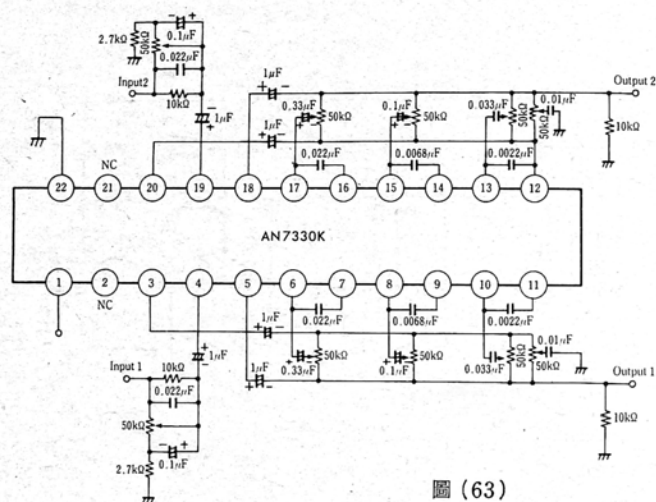 2.7kΩ
50kΩ
0.1μF
0.022μF
Input2
10kΩ
1μF
1μF
1μF
0.33μF
50kΩ
0.1μF
50kΩ
0.033μF
50kΩ
50kΩ
0.01μF
Output 2
10kΩ
0.022μF
0.0068μF
0.0022μF
NC
22 21 20 19 18 17 16 15 14 13 12
AN7330K
1 2 3 4 5 6 7 8 9 10 11
NC
0.022μF
0.0068μF
0.0022μF
1μF
1μF
1μF
0.33μF
50kΩ
0.1μF
50kΩ
0.033μF
50kΩ
50kΩ
0.01μF
Output 1
10kΩ
Input 1
10kΩ
0.022μF
50kΩ
0.1μF
2.7kΩ
圖(63)